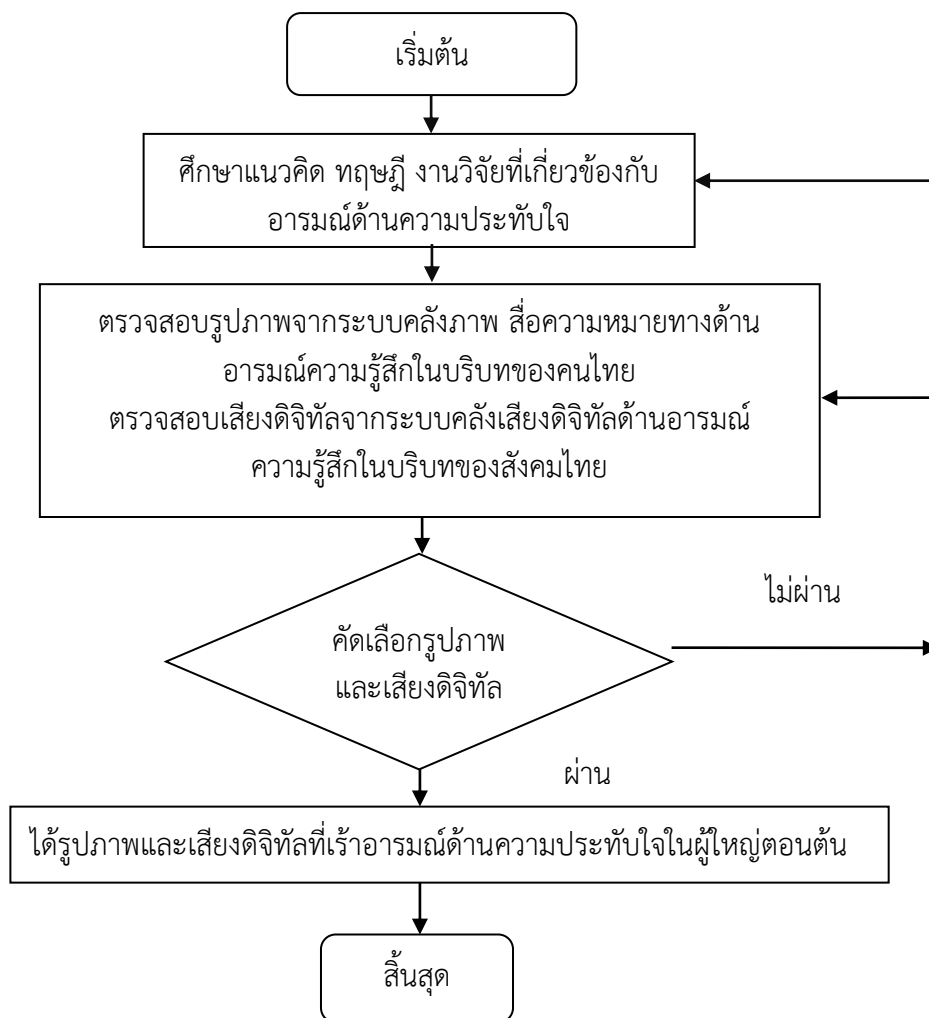 เริ่มต้น
ศึกษาแนวคิด ทฤษฎี งานวิจัยที่เกี่ยวข้องกับ
อารมณ์ด้านความประทับใจ
ตรวจสอบรูปภาพจากระบบคลังภาพ สื่อความหมายทางด้าน
อารมณ์ความรู้สึกในบริบทของคนไทย
ตรวจสอบเสียงดิจิทัลจากระบบคลังเสียงดิจิทัลด้านอารมณ์
ความรู้สึกในบริบทของสังคมไทย
ไม่ผ่าน
คัดเลือกรูปภาพ
และเสียงดิจิทัล
ผ่าน
ได้รูปภาพและเสียงดิจิทัลที่เร้าอารมณ์ด้านความประทับใจในผู้ใหญ่ตอนต้น
สิ้นสุด